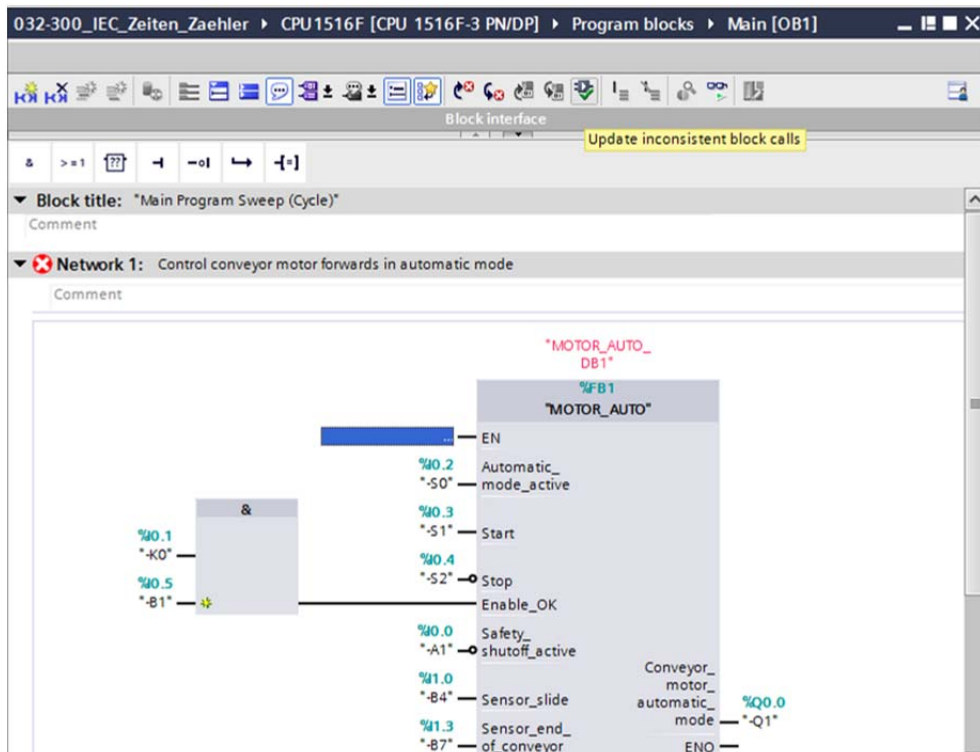 032-300_IEC_Zeiten_Zaehler ▸ CPU1516F [CPU 1516F-3 PN/DP] ▸ Program blocks ▸ Main [OB1]
Block interface
Update inconsistent block calls
& >=1 ??
Block title: "Main Program Sweep (Cycle)"
Comment
Network 1: Control conveyor motor forwards in automatic mode
Comment
"MOTOR_AUTO_
DB1"
%FB1
"MOTOR_AUTO"
... EN
%I0.2
"-S0"
Automatic_
mode_active
&
%I0.3
"-S1"
Start
%I0.1
"-K0"
%I0.4
"-S2"
Stop
%I0.5
"-B1"
Enable_OK
%I0.0
"-A1"
Safety_
shutoff_active
%I1.0
"-B4"
Sensor_slide
Conveyor_
motor_
automatic_
mode
%Q0.0
"-Q1"
%I1.3
"-B7"
Sensor_end_
of_conveyor
ENO